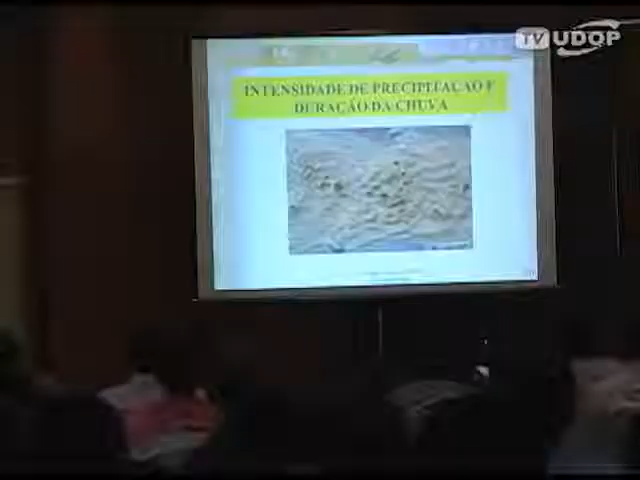 TV UDOP
INTENSIDADE DE PRECIPITAÇÃO E
DURAÇÃO DA CHUVA